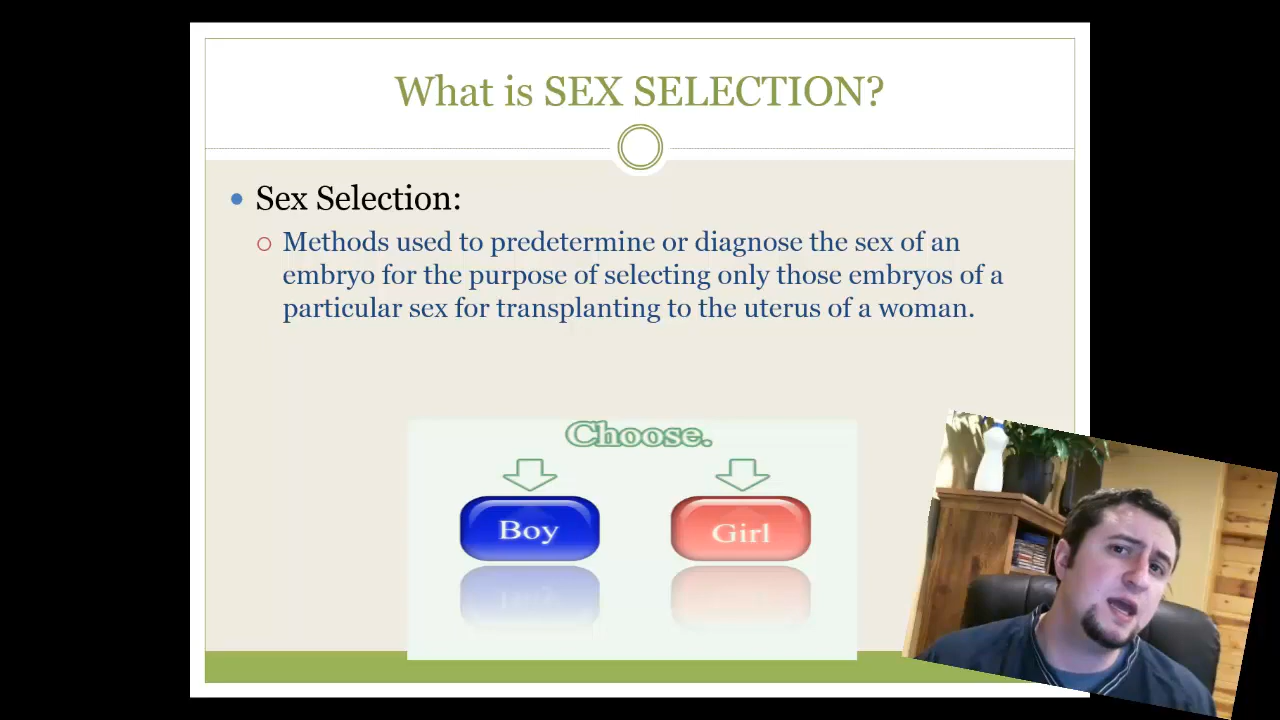 What is SEX SELECTION?
Sex Selection:
Methods used to predetermine or diagnose the sex of an
embryo for the purpose of selecting only those embryos of a
particular sex for transplanting to the uterus of a woman.
Choose.
Boy
Girl